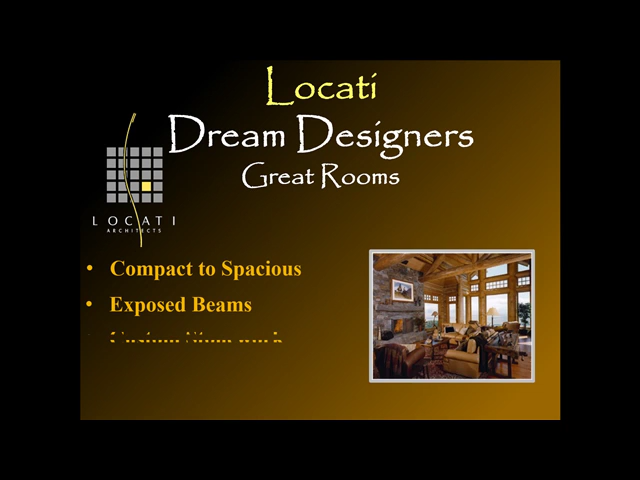 Locati
Dream Designers
Great Rooms
LOCATI
ARCHITECTS
• Compact to Spacious
• Exposed Beams